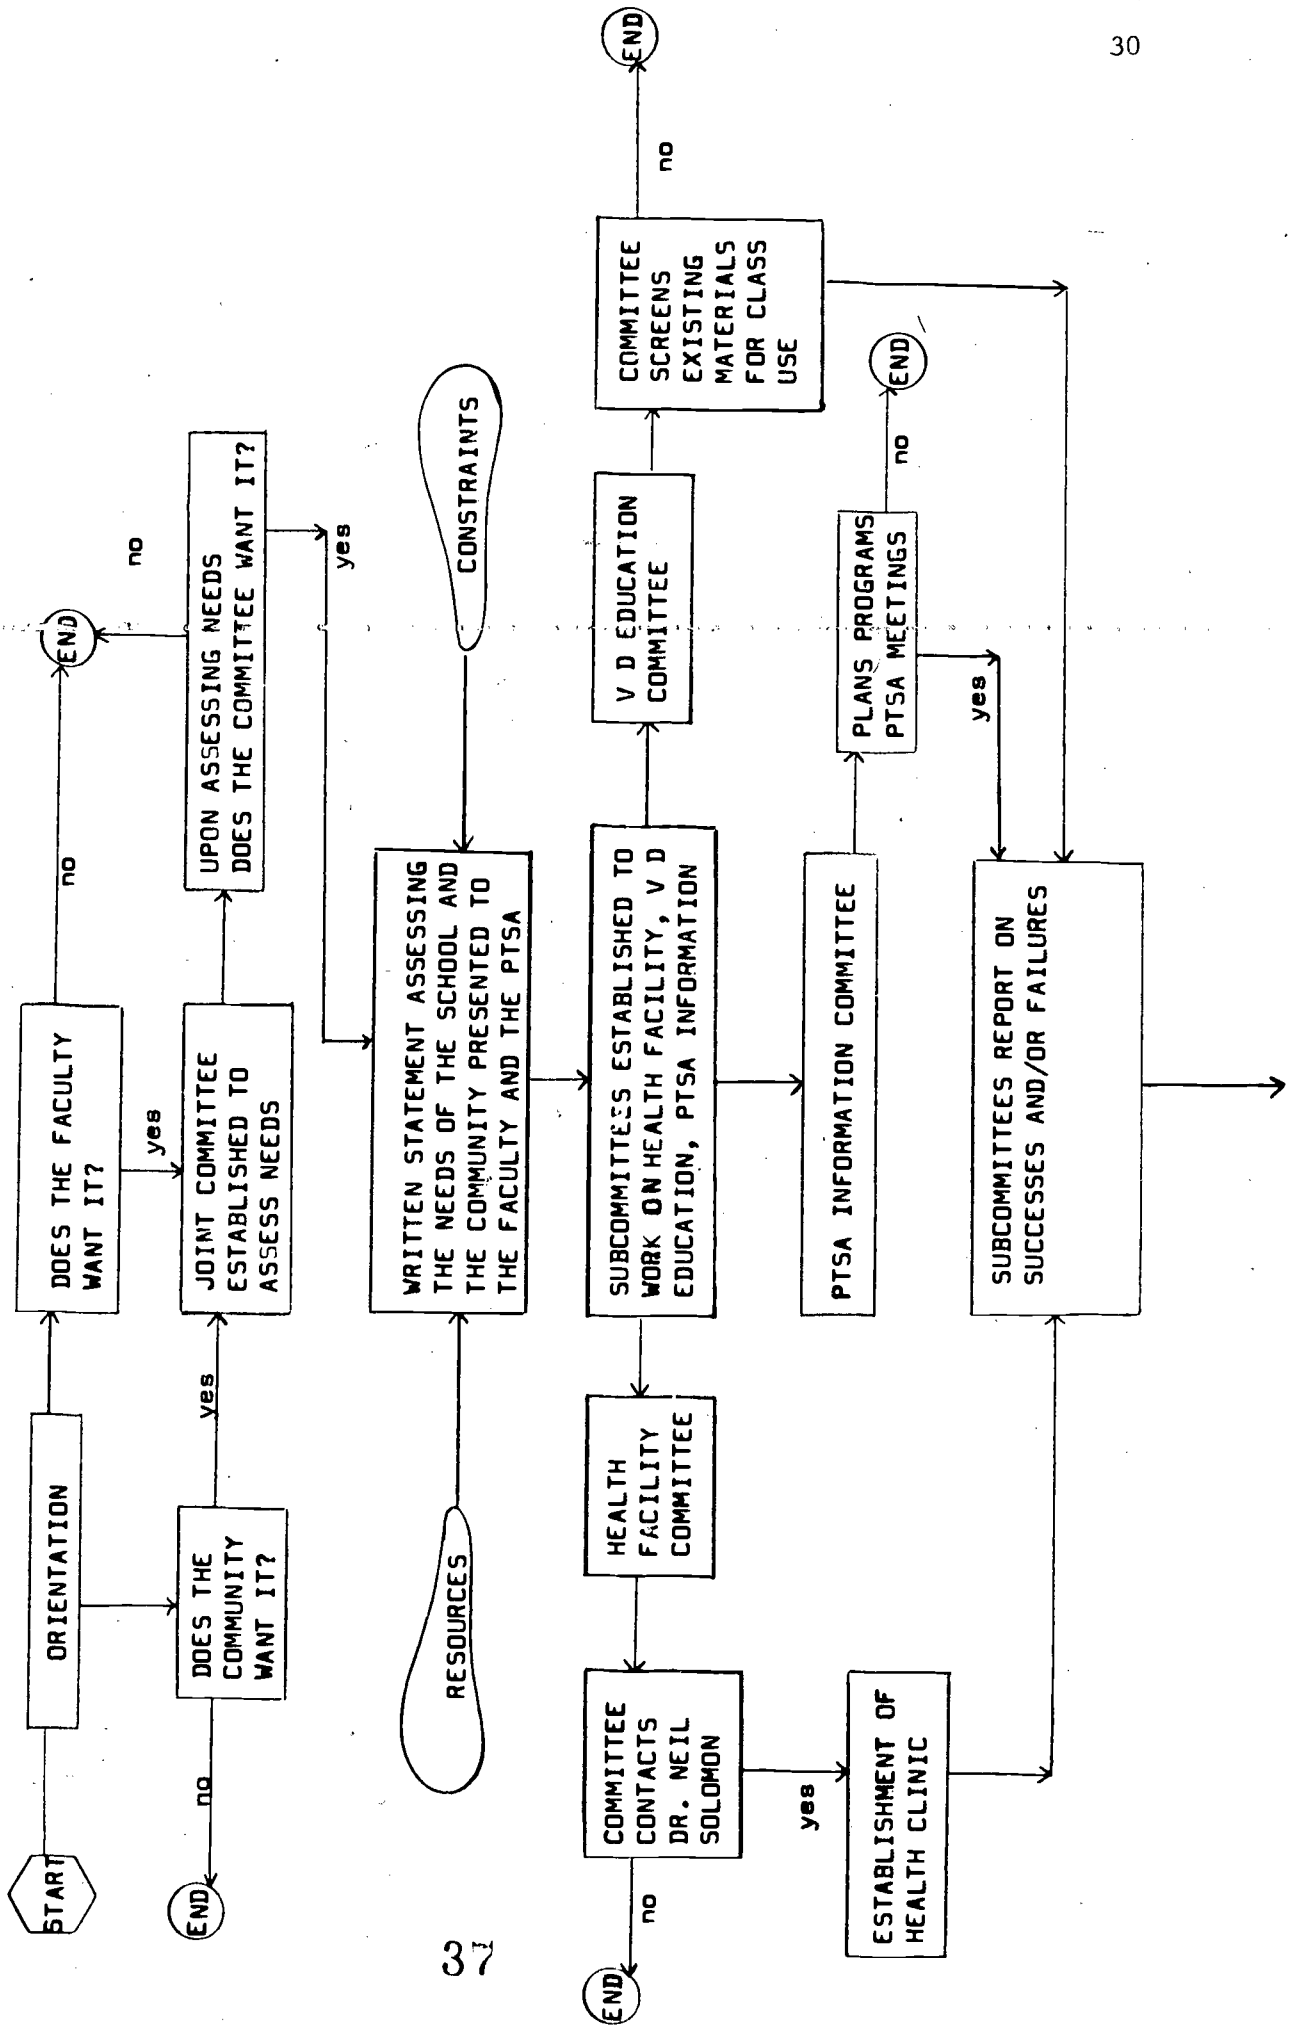 30
START
ORIENTATION
DOES THE FACULTY
WANT IT?
no
END
yes
DOES THE
COMMUNITY
WANT IT?
no
END
yes
JOINT COMMITTEE
ESTABLISHED TO
ASSESS NEEDS
UPON ASSESSING NEEDS
DOES THE COMMITTEE WANT IT?
no
yes
RESOURCES
WRITTEN STATEMENT ASSESSING
THE NEEDS OF THE SCHOOL AND
THE COMMUNITY PRESENTED TO
THE FACULTY AND THE PTSA
CONSTRAINTS
SUBCOMMITTEES ESTABLISHED TO
WORK ON HEALTH FACILITY, V D
EDUCATION, PTSA INFORMATION
HEALTH
FACILITY
COMMITTEE
COMMITTEE
CONTACTS
DR. NEIL
SOLOMON
no
END
yes
ESTABLISHMENT OF
HEALTH CLINIC
V D EDUCATION
COMMITTEE
COMMITTEE
SCREENS
EXISTING
MATERIALS
FOR CLASS
USE
no
END
PTSA INFORMATION COMMITTEE
PLANS PROGRAMS
PTSA MEETINGS
no
END
yes
SUBCOMMITTEES REPORT ON
SUCCESSES AND/OR FAILURES
37